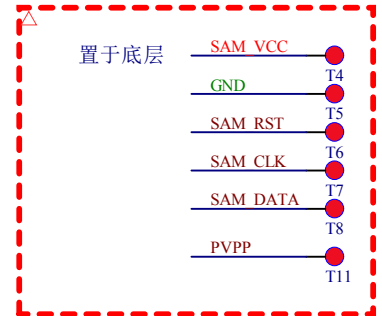 置于底层
SAM_VCC
T4
GND
T5
SAM_RST
T6
SAM_CLK
T7
SAM_DATA
T8
PVPP
T11